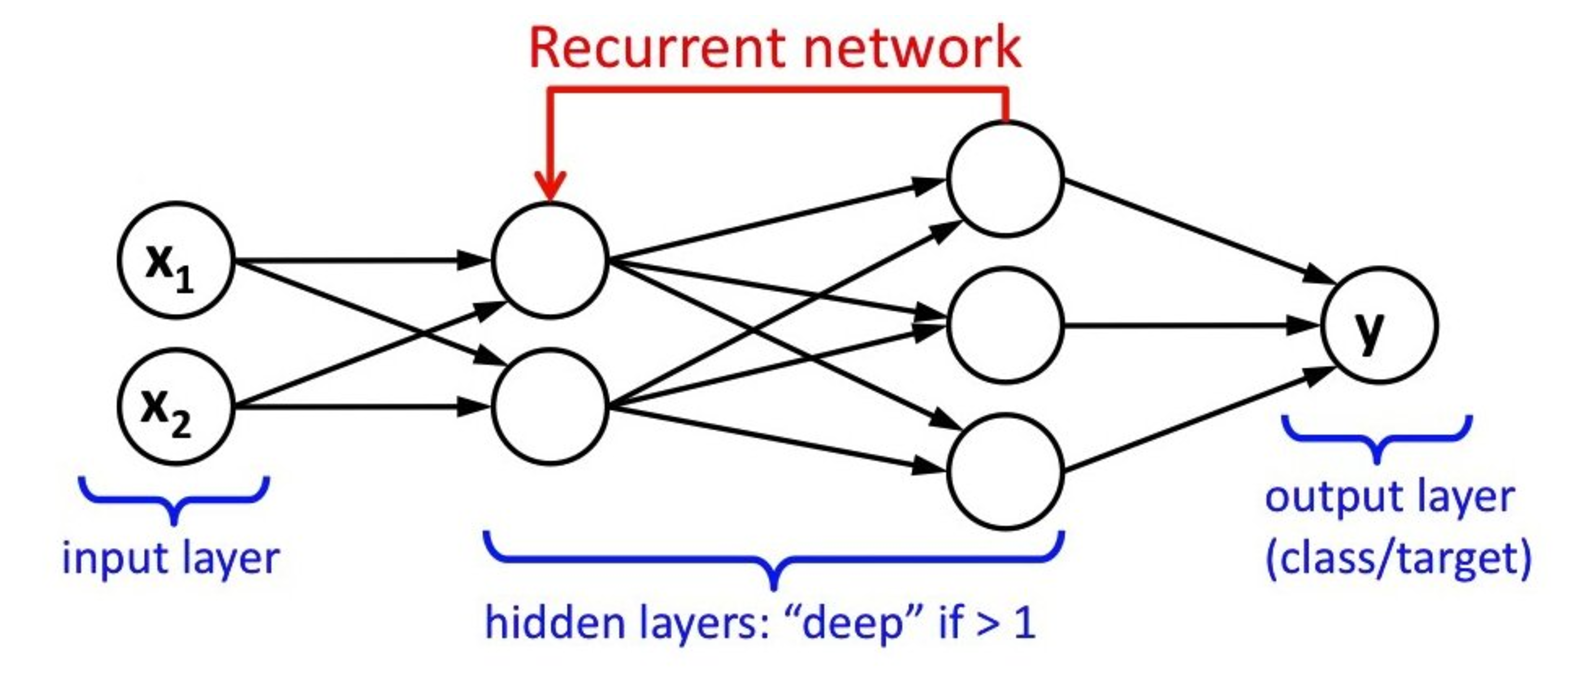 Recurrent network
x₁
x₂
y
input layer
hidden layers: “deep” if > 1
output layer
(class/target)